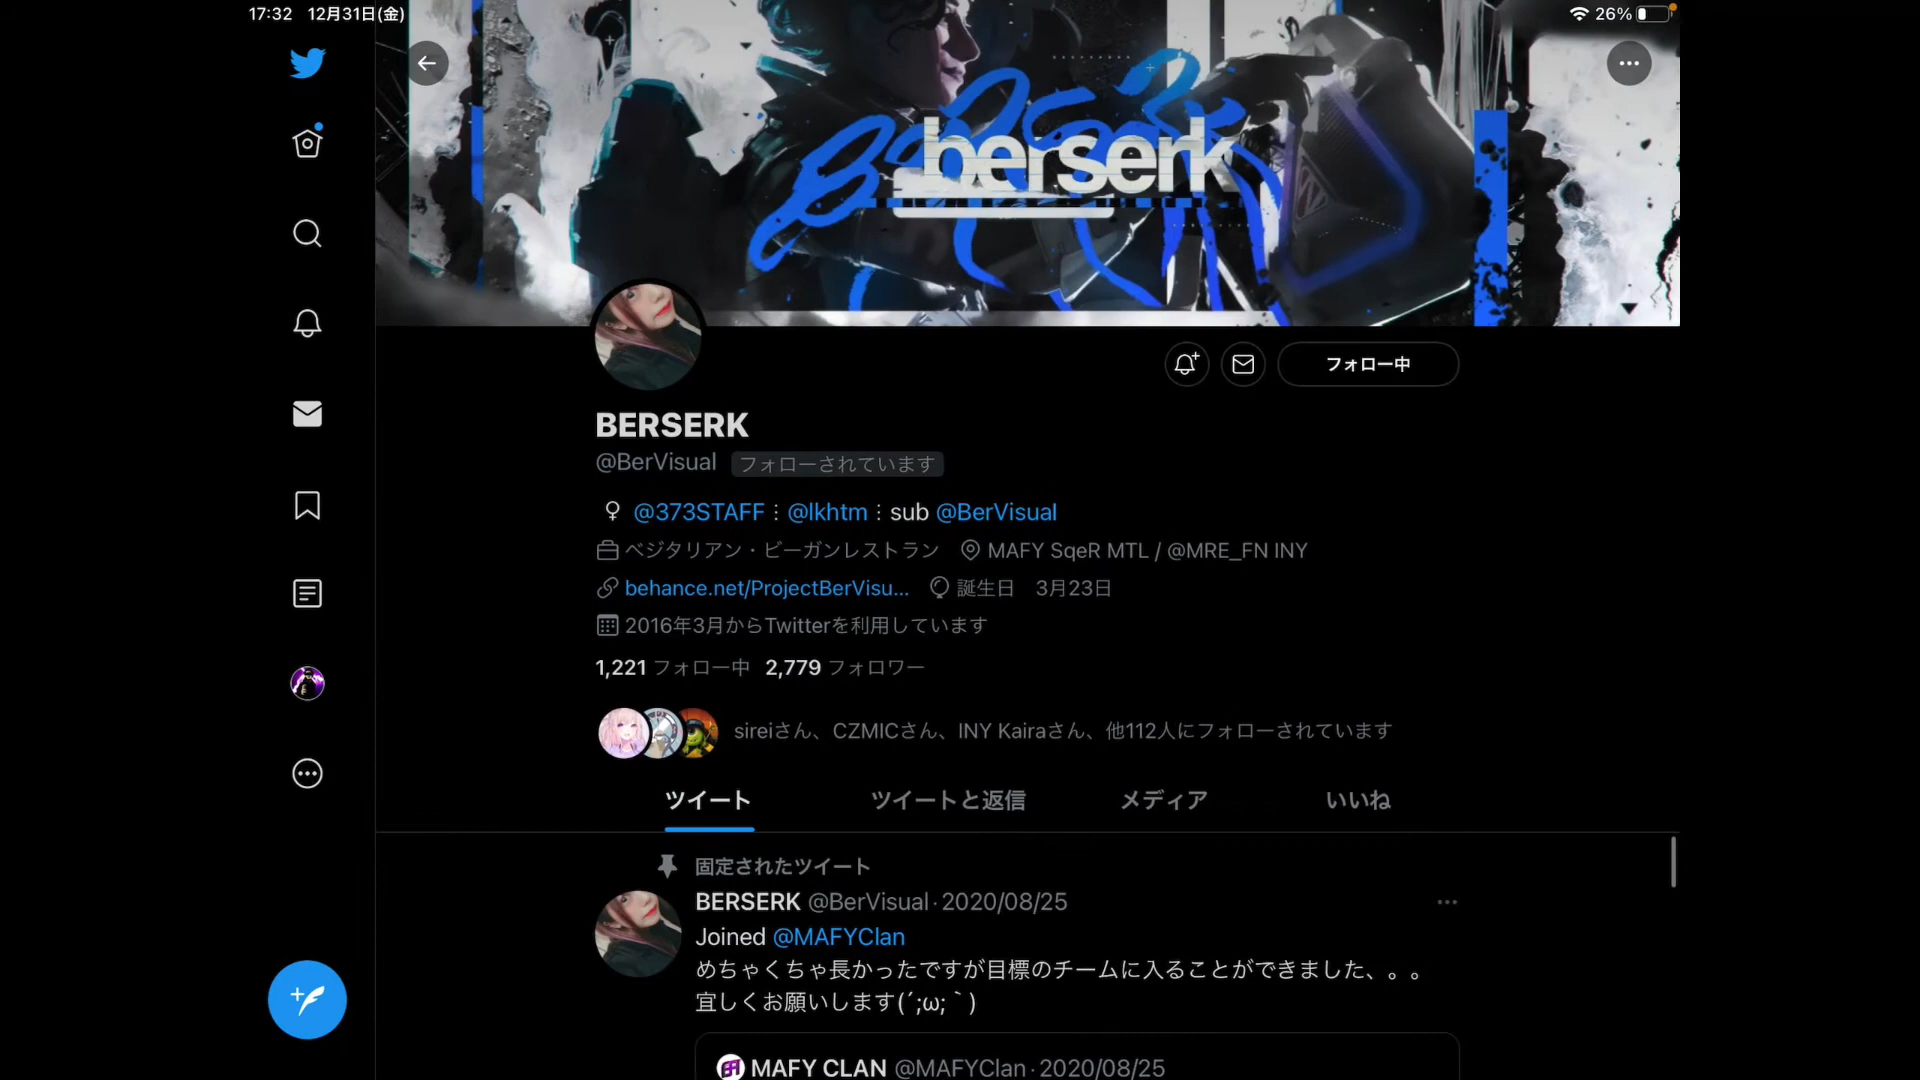 17:32 12月31日(金)
26%
berserk
BERSERK
@BerVisual フォローされています
フォロー中
♀ @373STAFF⋮@lkhtm⋮sub @BerVisual
ベジタリアン・ビーガンレストラン MAFY SqeR MTL / @MRE_FN INY
behance.net/ProjectBerVisu... 誕生日 3月23日
2016年3月からTwitterを利用しています
1,221 フォロー中 2,779 フォロワー
sireiさん、CZMICさん、INY Kairaさん、他112人にフォローされています
ツイート ツイートと返信 メディア いいね
固定されたツイート
BERSERK @BerVisual · 2020/08/25
Joined @MAFYClan
めちゃくちゃ長かったですが目標のチームに入ることができました、。。
宜しくお願いします(´;ω;｀)
MAFY CLAN @MAFYClan · 2020/08/25